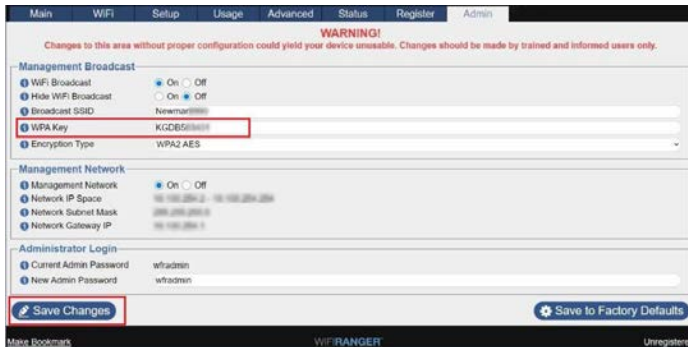 Main WiFi Setup Usage Advanced Status Register Admin
WARNING!
Changes to this area without proper configuration could yield your device unusable. Changes should be made by trained and informed users only.
Management Broadcast
WiFi Broadcast On Off
Hide WiFi Broadcast On Off
Broadcast SSID Newmar
WPA Key KGDB5
Encryption Type WPA2 AES
Management Network
Management Network On Off
Network IP Space
Network Subnet Mask
Network Gateway IP
Administrator Login
Current Admin Password wfradmin
New Admin Password wfradmin
Save Changes Save to Factory Defaults
Make Bookmark WIFIRANGER Unregistere